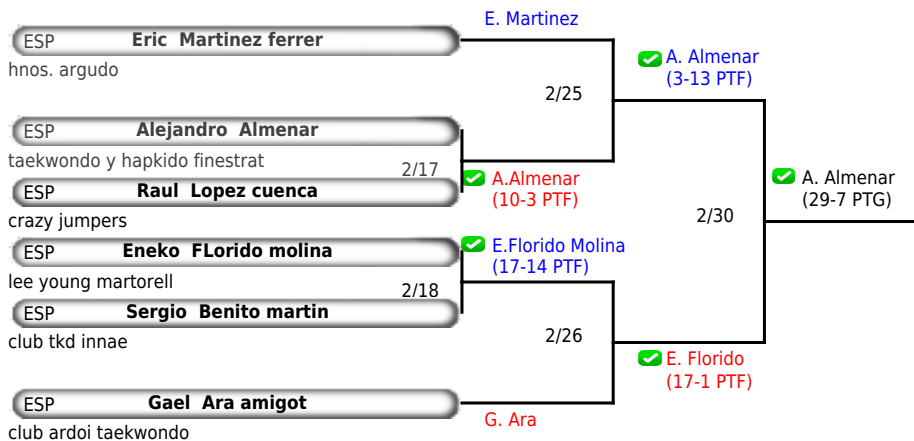 E. Martinez
ESP Eric Martinez ferrer
hnos. argudo
A. Almenar
(3-13 PTF)
2/25
ESP Alejandro Almenar
taekwondo y hapkido finestrat
2/17
A.Almenar
(10-3 PTF)
ESP Raul Lopez cuenca
crazy jumpers
A. Almenar
(29-7 PTG)
2/30
ESP Eneko FLorido molina
lee young martorell
E.Florido Molina
(17-14 PTF)
2/18
ESP Sergio Benito martin
club tkd innae
2/26
E. Florido
(17-1 PTF)
ESP Gael Ara amigot
club ardoi taekwondo
G. Ara